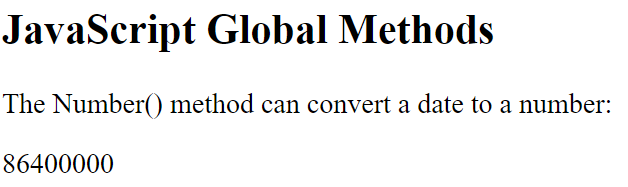 JavaScript Global Methods
The Number() method can convert a date to a number:
86400000